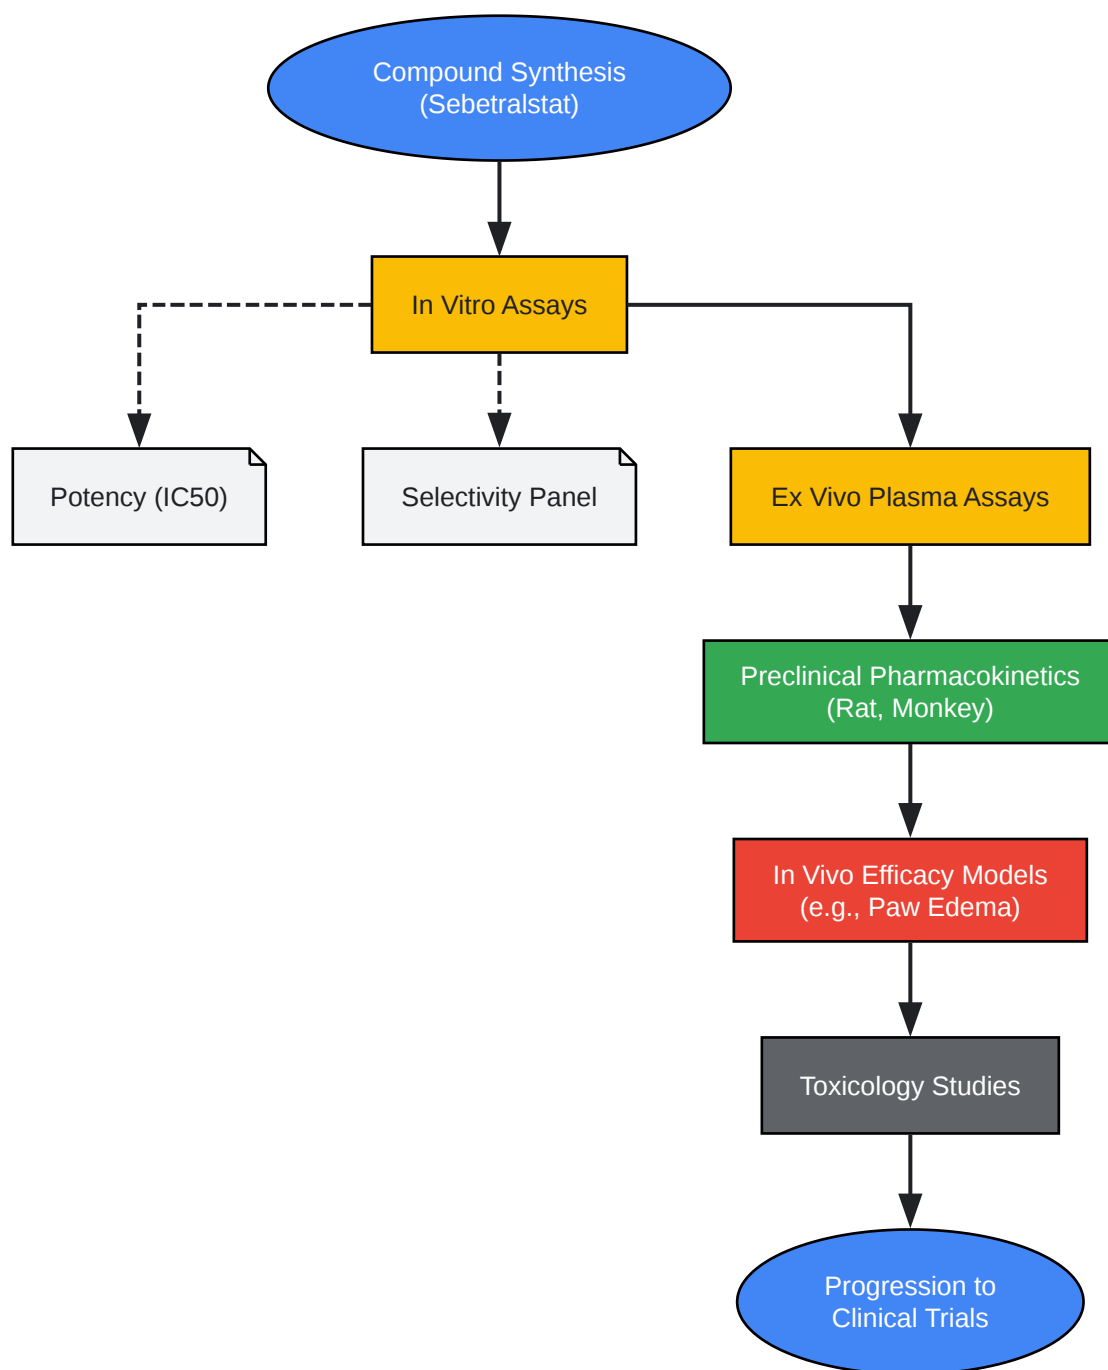 Compound Synthesis
(Sebetralstat)
In Vitro Assays
Potency (IC50)
Selectivity Panel
Ex Vivo Plasma Assays
Preclinical Pharmacokinetics
(Rat, Monkey)
In Vivo Efficacy Models
(e.g., Paw Edema)
Toxicology Studies
Progression to
Clinical Trials